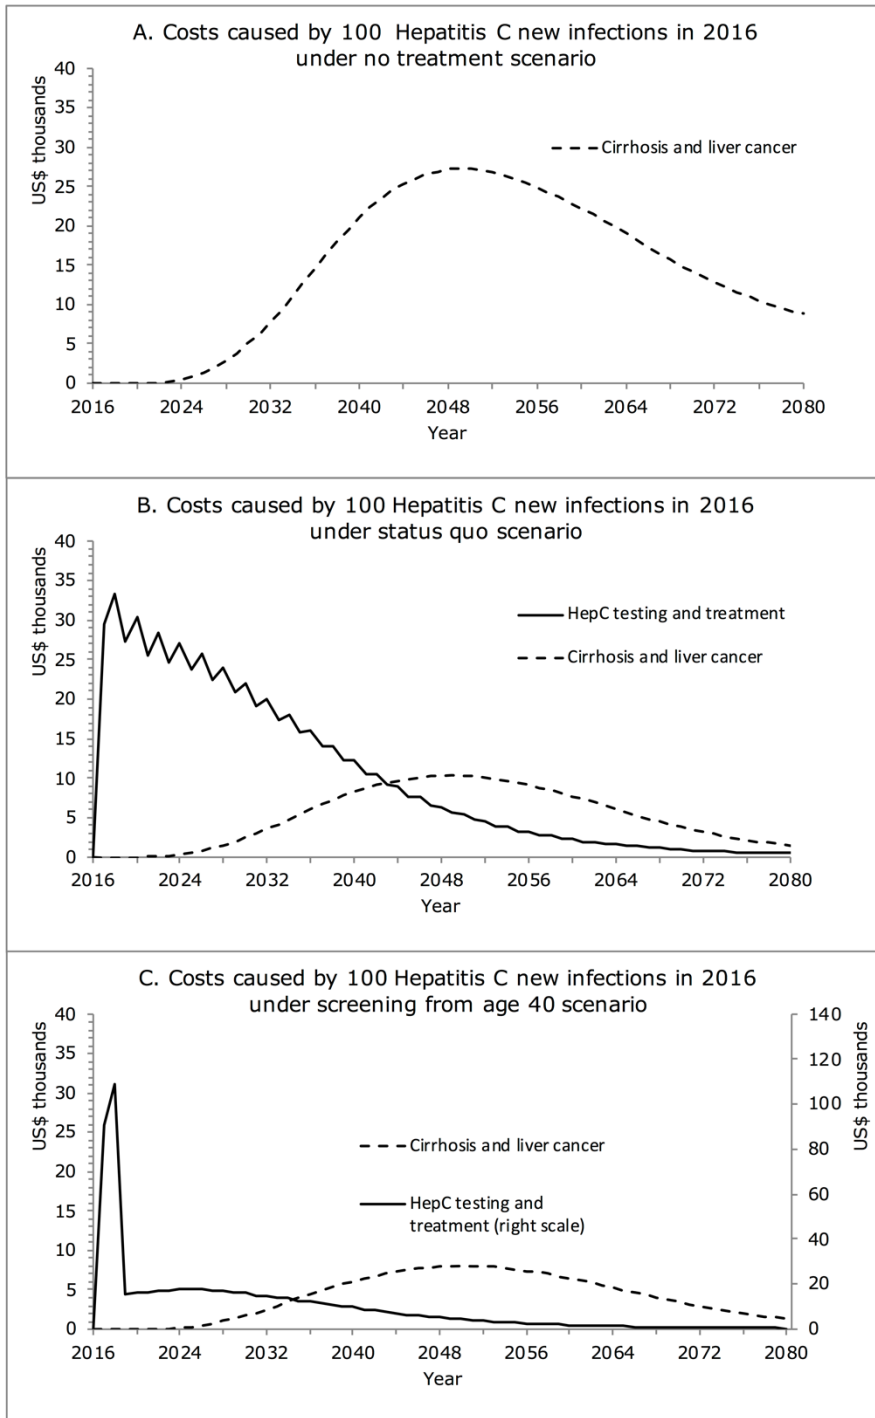 A. Costs caused by 100 Hepatitis C new infections in 2016
under no treatment scenario
US$ thousands
40
35
30
25
20
15
10
5
0
Cirrhosis and liver cancer
2016 2024 2032 2040 2048 2056 2064 2072 2080
Year
B. Costs caused by 100 Hepatitis C new infections in 2016
under status quo scenario
US$ thousands
40
35
30
25
20
15
10
5
0
HepC testing and treatment
Cirrhosis and liver cancer
2016 2024 2032 2040 2048 2056 2064 2072 2080
Year
C. Costs caused by 100 Hepatitis C new infections in 2016
under screening from age 40 scenario
US$ thousands
40
35
30
25
20
15
10
5
0
Cirrhosis and liver cancer
HepC testing and
treatment (right scale)
140
120
100
80
60
40
20
0
US$ thousands
2016 2024 2032 2040 2048 2056 2064 2072 2080
Year